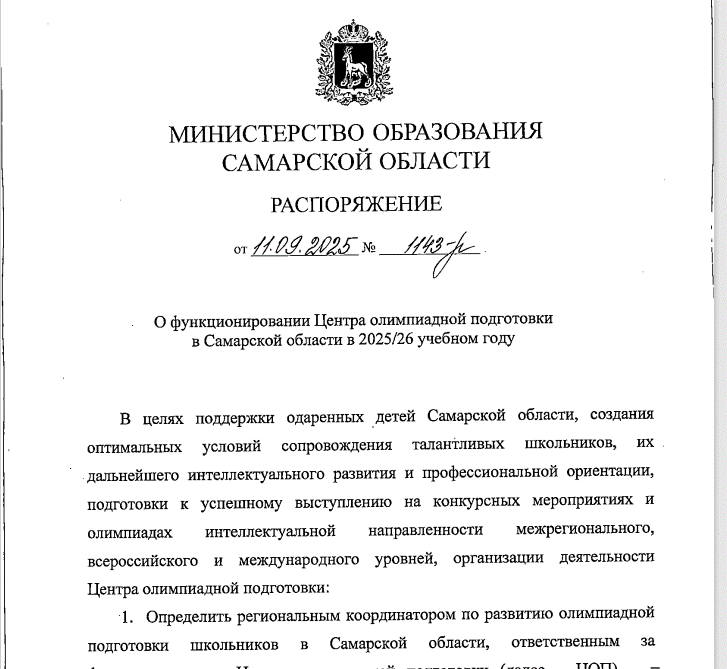 МИНИСТЕРСТВО ОБРАЗОВАНИЯ
САМАРСКОЙ ОБЛАСТИ
РАСПОРЯЖЕНИЕ
от 11.09.2025 № 1143-р
О функционировании Центра олимпиадной подготовки
в Самарской области в 2025/26 учебном году
В целях поддержки одаренных детей Самарской области, создания
оптимальных условий сопровождения талантливых школьников, их
дальнейшего интеллектуального развития и профессиональной ориентации,
подготовки к успешному выступлению на конкурсных мероприятиях и
олимпиадах интеллектуальной направленности межрегионального,
всероссийского и международного уровней, организации деятельности
Центра олимпиадной подготовки:
1. Определить региональным координатором по развитию олимпиадной
подготовки школьников в Самарской области, ответственным за